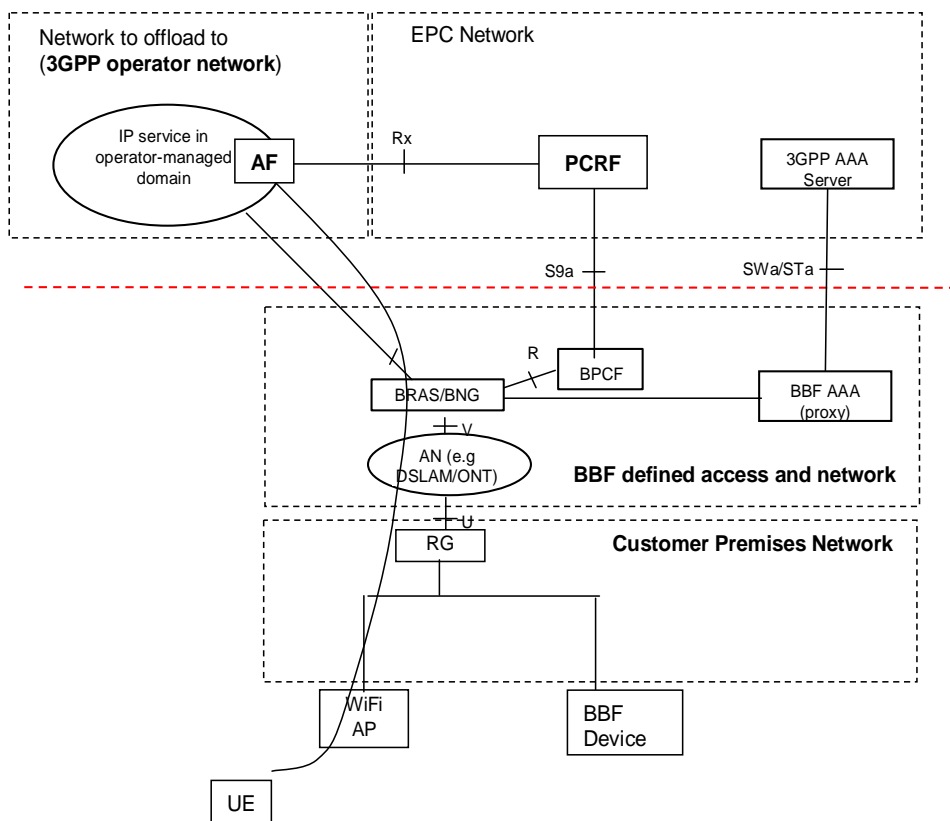 Network to offload to
(3GPP operator network)
EPC Network
IP service in
operator-managed
domain
AF
Rx
PCRF
3GPP AAA
Server
S9a
SWa/STa
R
BPCF
BRAS/BNG
BBF AAA
(proxy)
V
AN (e.g
DSLAM/ONT)
BBF defined access and network
U
RG
Customer Premises Network
WiFi
AP
BBF
Device
UE